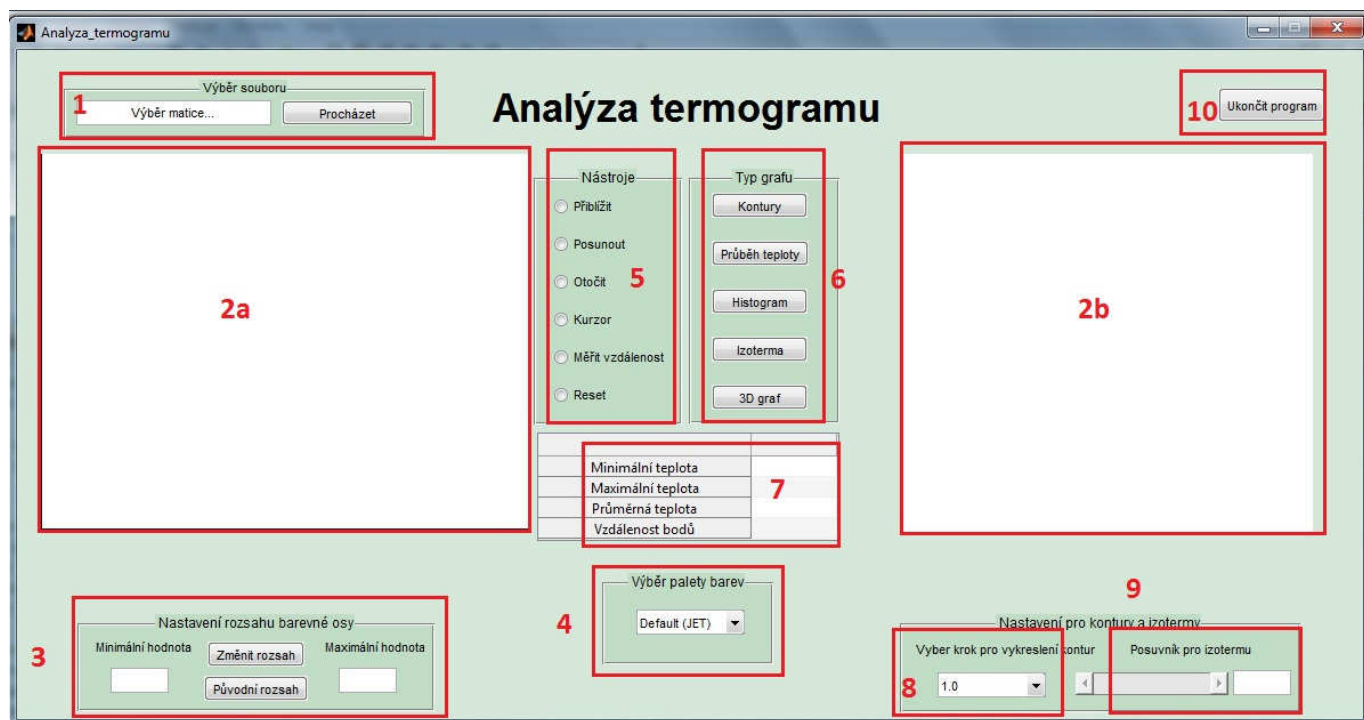 Analyza_termogramu
1
Výběr souboru
Výběr matice...
Procházet
Analýza termogramu
10
Ukončit program
2a
Nástroje
Přiblížit
Posunout
Otočit
Kurzor
Měřit vzdálenost
Reset
5
Typ grafu
Kontury
Průběh teploty
Histogram
Izoterma
3D graf
6
2b
Minimální teplota
Maximální teplota
Průměrná teplota
Vzdálenost bodů
7
3
Nastavení rozsahu barevné osy
Minimální hodnota
Změnit rozsah
Původní rozsah
Maximální hodnota
4
Výběr palety barev
Default (JET)
9
Nastavení pro kontury a izotermy
Vyber krok pro vykreslení kontur
8
1.0
Posuvník pro izotermu